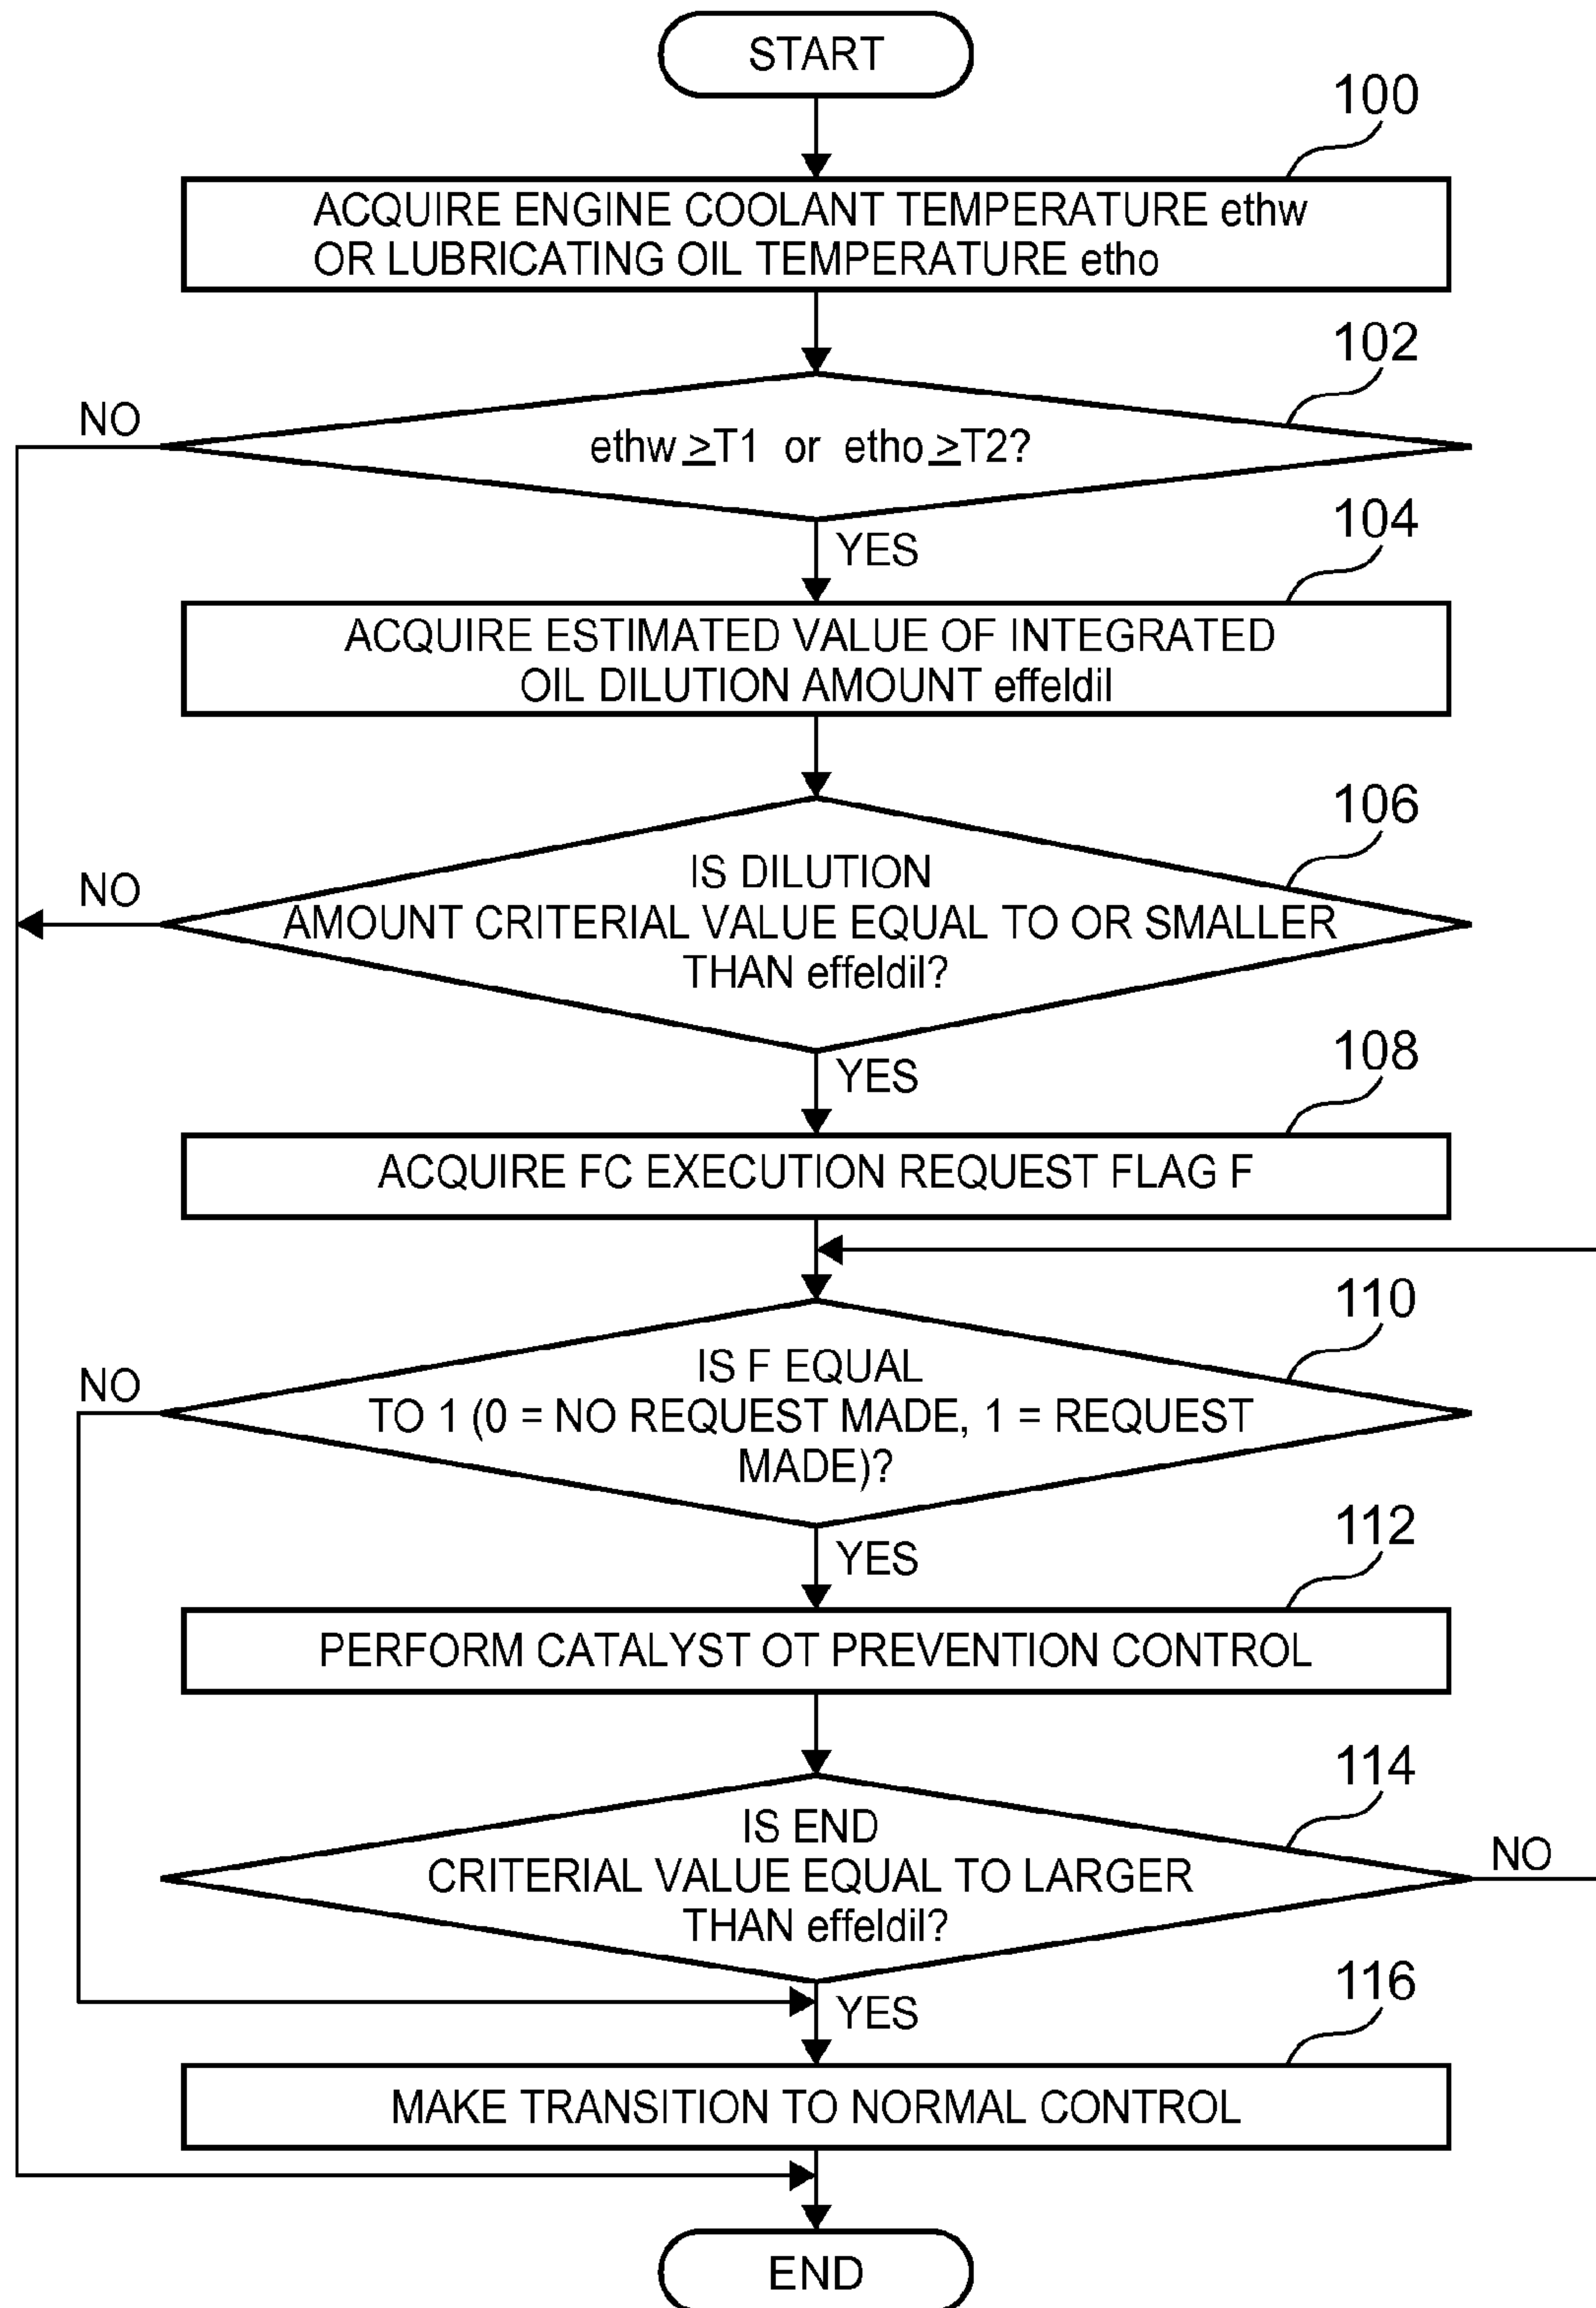 START
100
ACQUIRE ENGINE COOLANT TEMPERATURE ethw
OR LUBRICATING OIL TEMPERATURE etho
102
NO
ethw ≥T1 or etho ≥T2?
YES
104
ACQUIRE ESTIMATED VALUE OF INTEGRATED
OIL DILUTION AMOUNT effeldil
106
NO
IS DILUTION
AMOUNT CRITERIAL VALUE EQUAL TO OR SMALLER
THAN effeldil?
YES
108
ACQUIRE FC EXECUTION REQUEST FLAG F
110
NO
IS F EQUAL
TO 1 (0 = NO REQUEST MADE, 1 = REQUEST
MADE)?
YES
112
PERFORM CATALYST OT PREVENTION CONTROL
114
IS END
CRITERIAL VALUE EQUAL TO LARGER
THAN effeldil?
NO
YES
116
MAKE TRANSITION TO NORMAL CONTROL
END